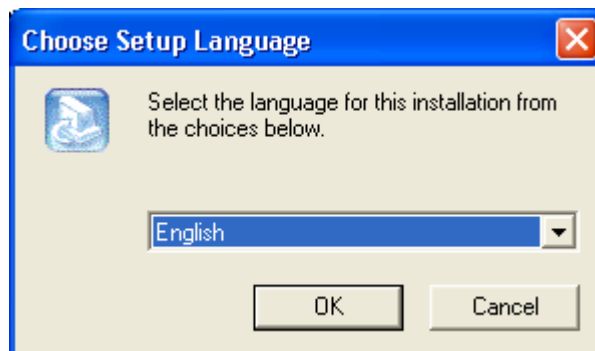 Choose Setup Language
Select the language for this installation from
the choices below.
English
OK
Cancel